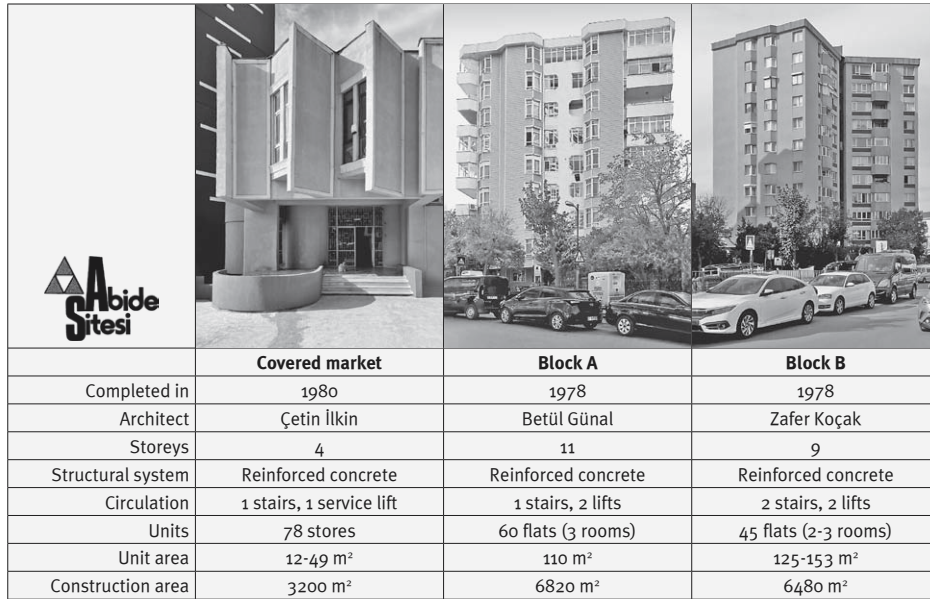 Abide
Sitesi
Covered market Block A Block B
Completed in 1980 1978 1978
Architect Çetin İlkin Betül Günal Zafer Koçak
Storeys 4 11 9
Structural system Reinforced concrete Reinforced concrete Reinforced concrete
Circulation 1 stairs, 1 service lift 1 stairs, 2 lifts 2 stairs, 2 lifts
Units 78 stores 60 flats (3 rooms) 45 flats (2-3 rooms)
Unit area 12-49 m² 110 m² 125-153 m²
Construction area 3200 m² 6820 m² 6480 m²